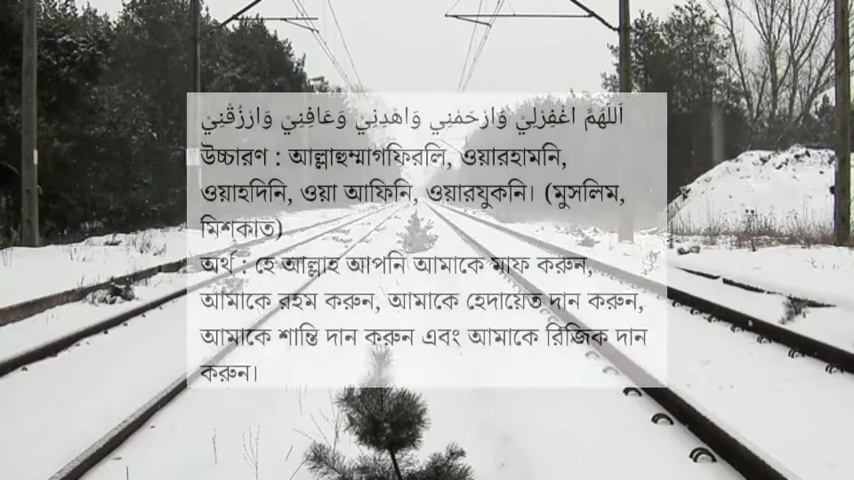 اَللّٰهُمَّ اغْفِرْلِيْ وَارْحَمْنِي وَاهْدِنِي وَعَافِنِيْ وَارْزُقْنِيْ
উচ্চারণ : আল্লাহুম্মাগফিরলি, ওয়ারহামনি,
ওয়াহদিনি, ওয়া আফিনি, ওয়ারযুকনি। (মুসলিম,
মিশকাত)
অর্থ : হে আল্লাহ আপনি আমাকে মাফ করুন,
আমাকে রহম করুন, আমাকে হেদায়েত দান করুন,
আমাকে শান্তি দান করুন এবং আমাকে রিজিক দান
করুন।